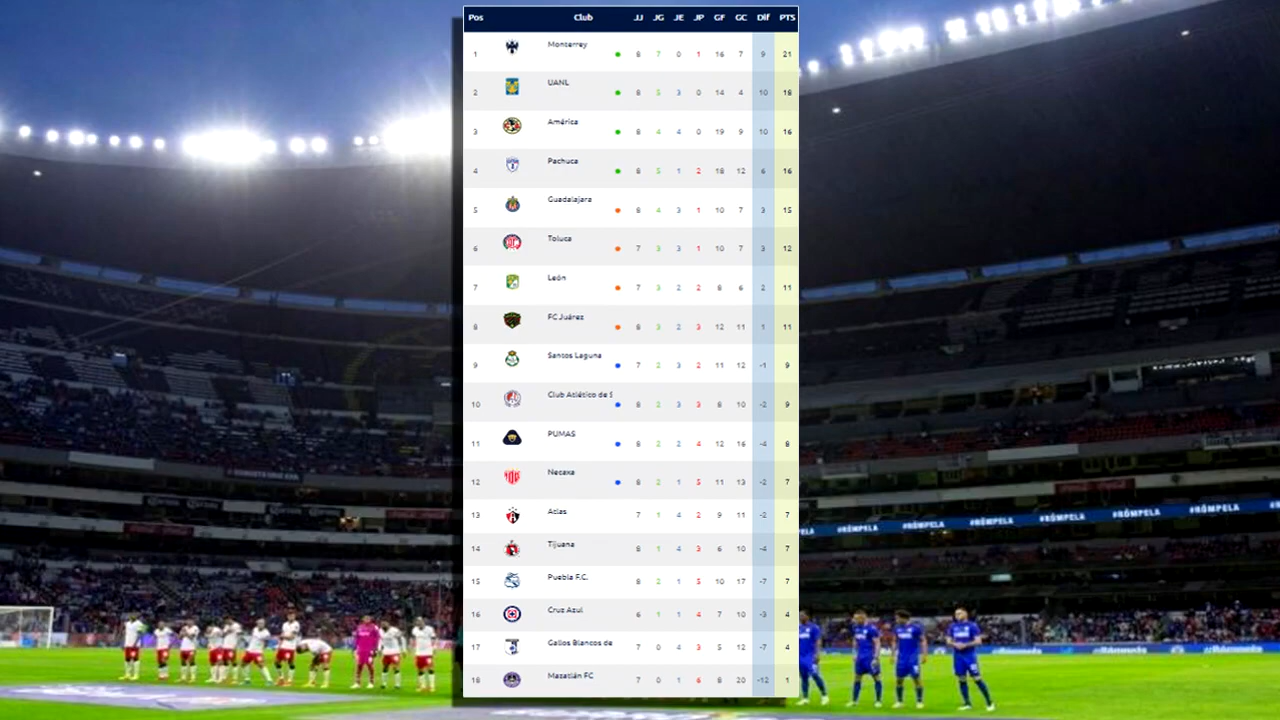 Pos Club JJ JG JE JP GF GC Dif PTS
1 Monterrey 8 7 0 1 16 7 9 21
2 UANL 8 5 3 0 14 4 10 18
3 América 8 4 4 0 19 9 10 16
4 Pachuca 8 5 1 2 18 12 6 16
5 Guadalajara 8 4 3 1 10 7 3 15
6 Toluca 7 3 3 1 10 7 3 12
7 León 7 3 2 2 8 6 2 11
8 FC Juárez 8 3 2 3 12 11 1 11
9 Santos Laguna 7 2 3 2 11 12 -1 9
10 Club Atlético de S 8 2 3 3 8 10 -2 9
11 PUMAS 8 2 2 4 12 16 -4 8
12 Necaxa 8 2 1 5 11 13 -2 7
13 Atlas 7 1 4 2 9 11 -2 7
14 Tijuana 8 1 4 3 6 10 -4 7
15 Puebla F.C. 8 2 1 5 10 17 -7 7
16 Cruz Azul 6 1 1 4 7 10 -3 4
17 Gallos Blancos de 7 0 4 3 5 12 -7 4
18 Mazatlán FC 7 0 1 6 8 20 -12 1
#RÓMPELA #RÓMPELA #RÓMPELA #RÓMPELA #RÓMPELA